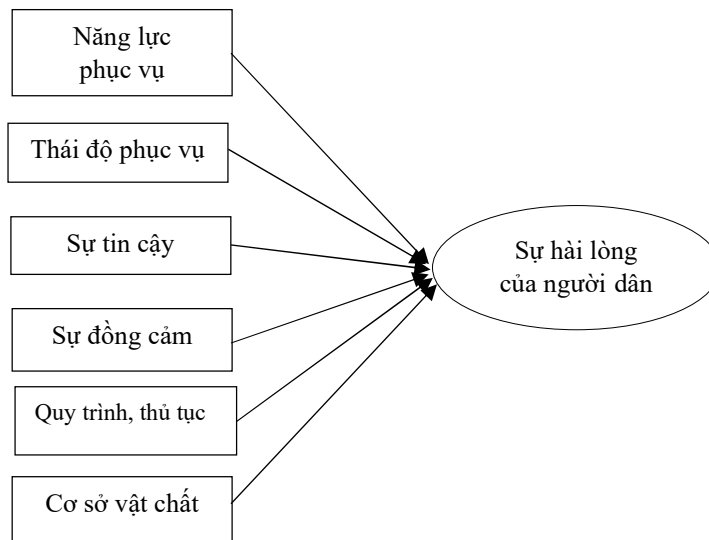 Năng lực
phục vụ
Thái độ phục vụ
Sự tin cậy
Sự đồng cảm
Quy trình, thủ tục
Cơ sở vật chất
Sự hài lòng
của người dân